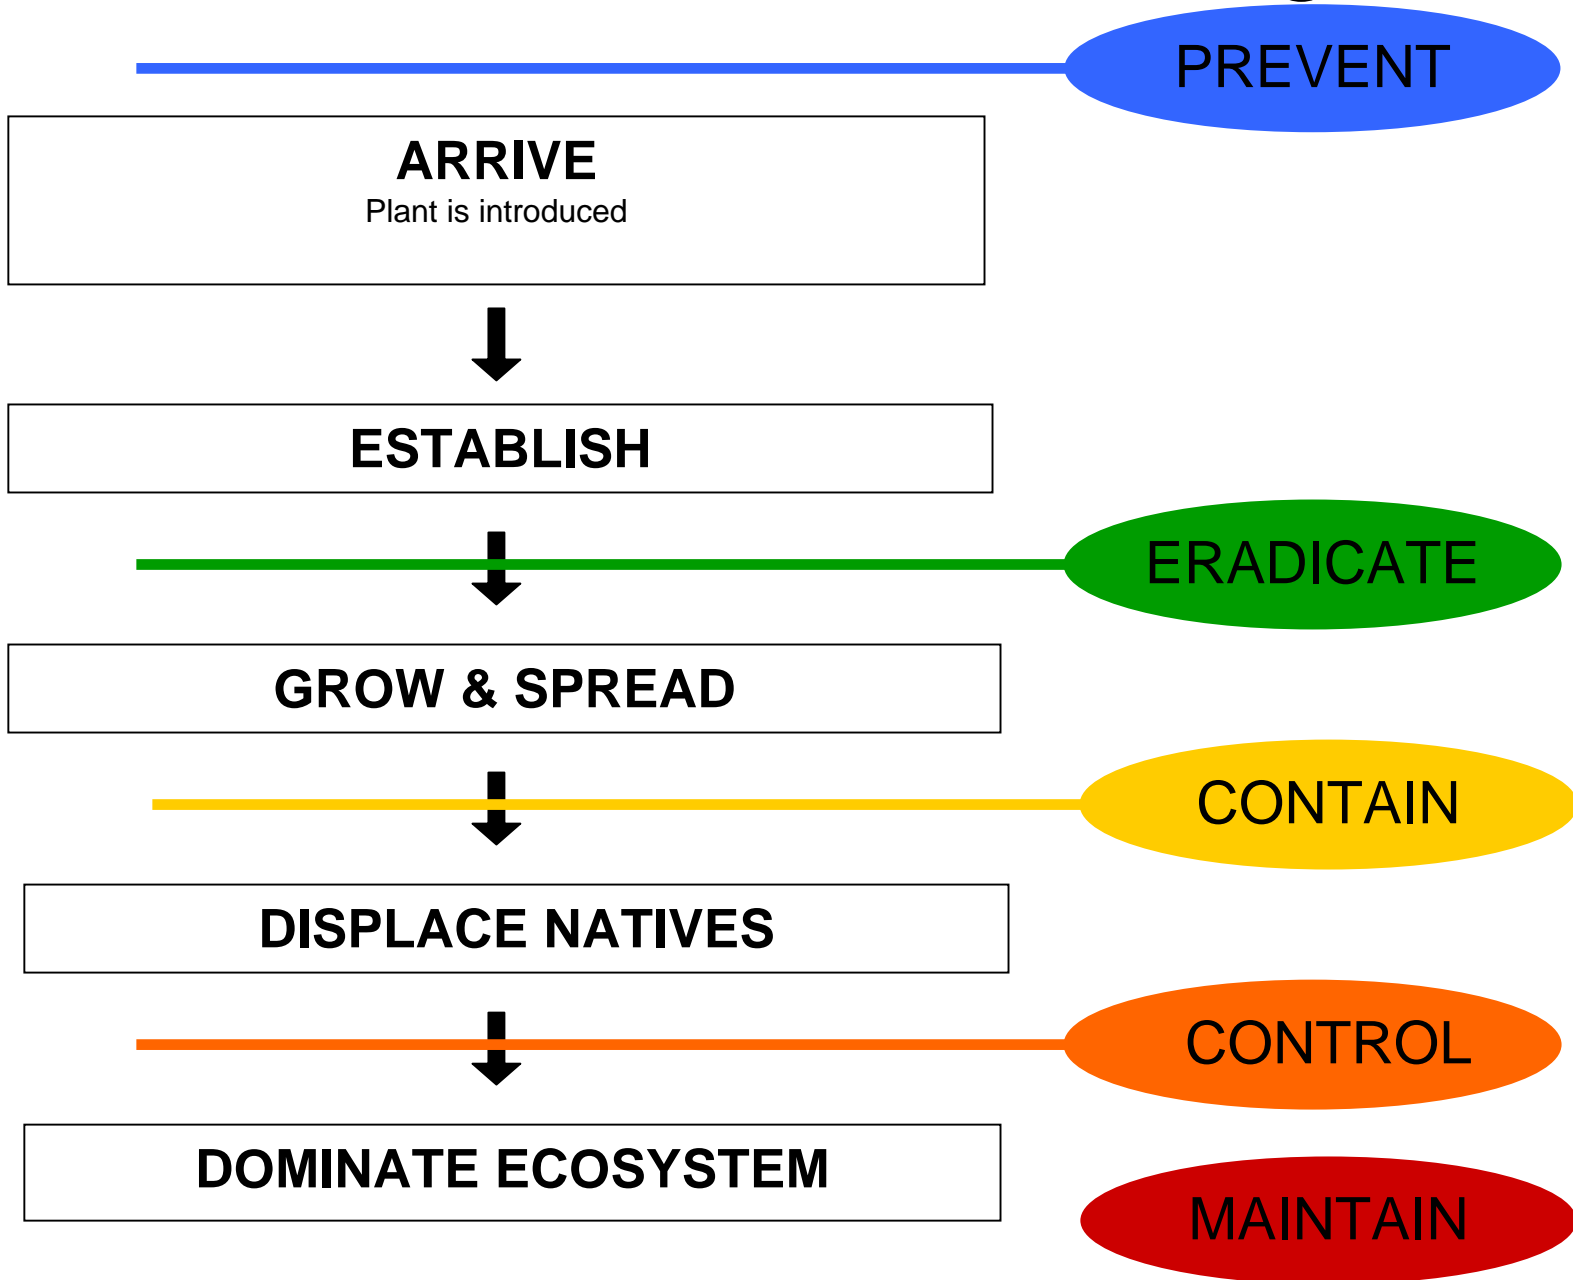 PREVENT
ARRIVE
Plant is introduced
ESTABLISH
ERADICATE
GROW & SPREAD
CONTAIN
DISPLACE NATIVES
CONTROL
DOMINATE ECOSYSTEM
MAINTAIN